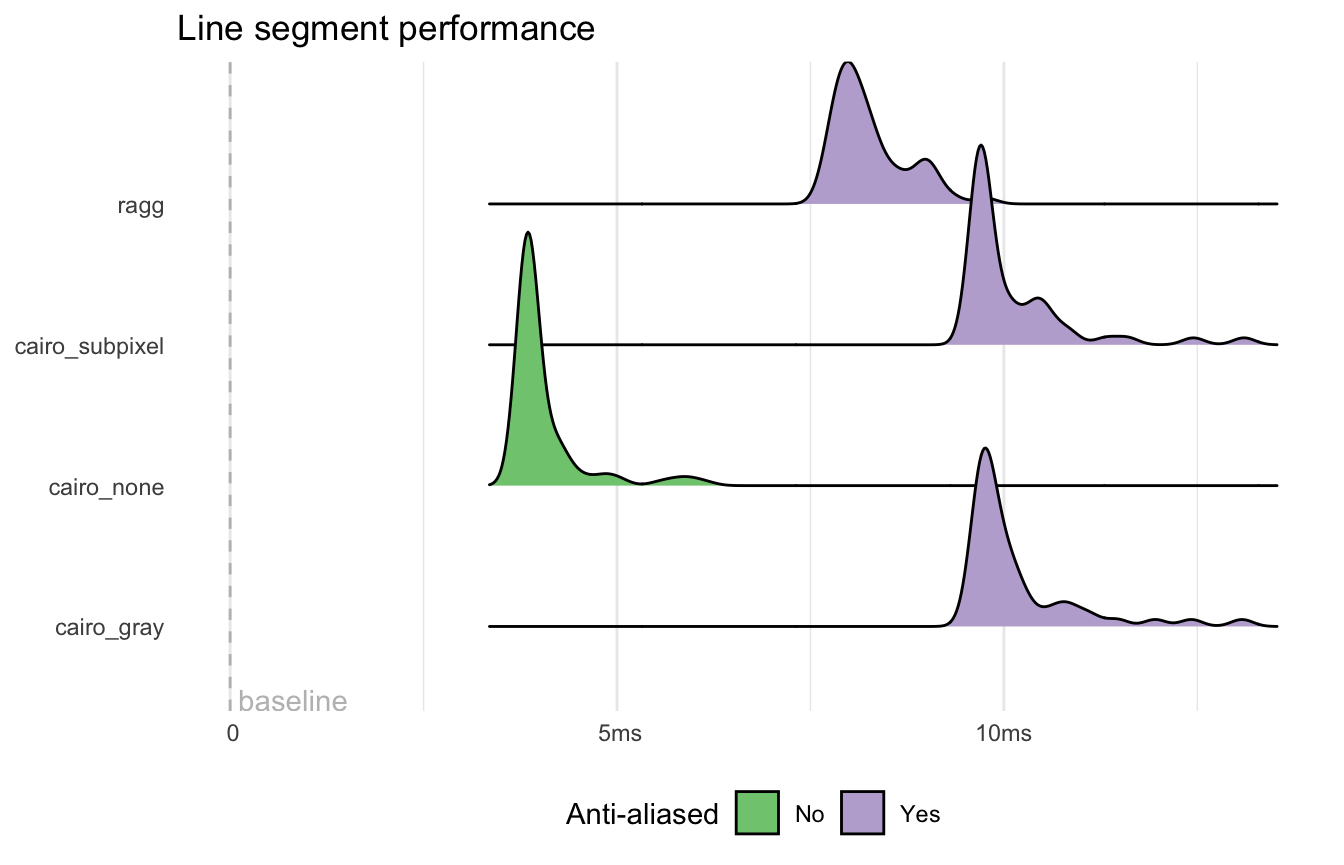 Line segment performance
ragg
cairo_subpixel
cairo_none
cairo_gray
baseline
0 5ms 10ms
Anti-aliased No Yes